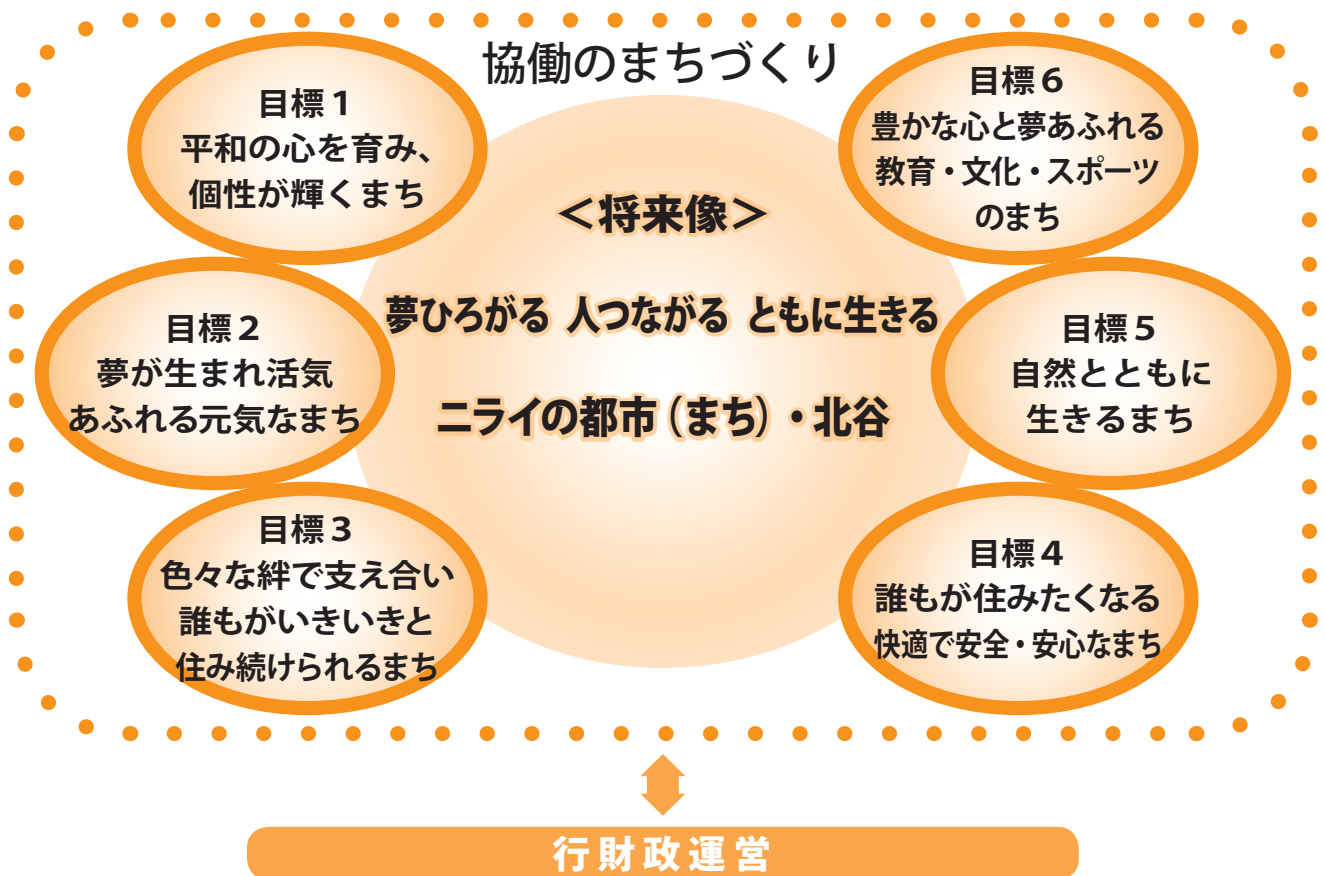 協働のまちづくり
目標１
平和の心を育み、
個性が輝くまち
目標２
夢が生まれ活気
あふれる元気なまち
目標３
色々な絆で支え合い
誰もがいきいきと
住み続けられるまち
＜将来像＞
夢ひろがる 人つながる ともに生きる
ニライの都市（まち）・北谷
目標６
豊かな心と夢あふれる
教育・文化・スポーツ
のまち
目標５
自然とともに
生きるまち
目標４
誰もが住みたくなる
快適で安全・安心なまち
行財政運営